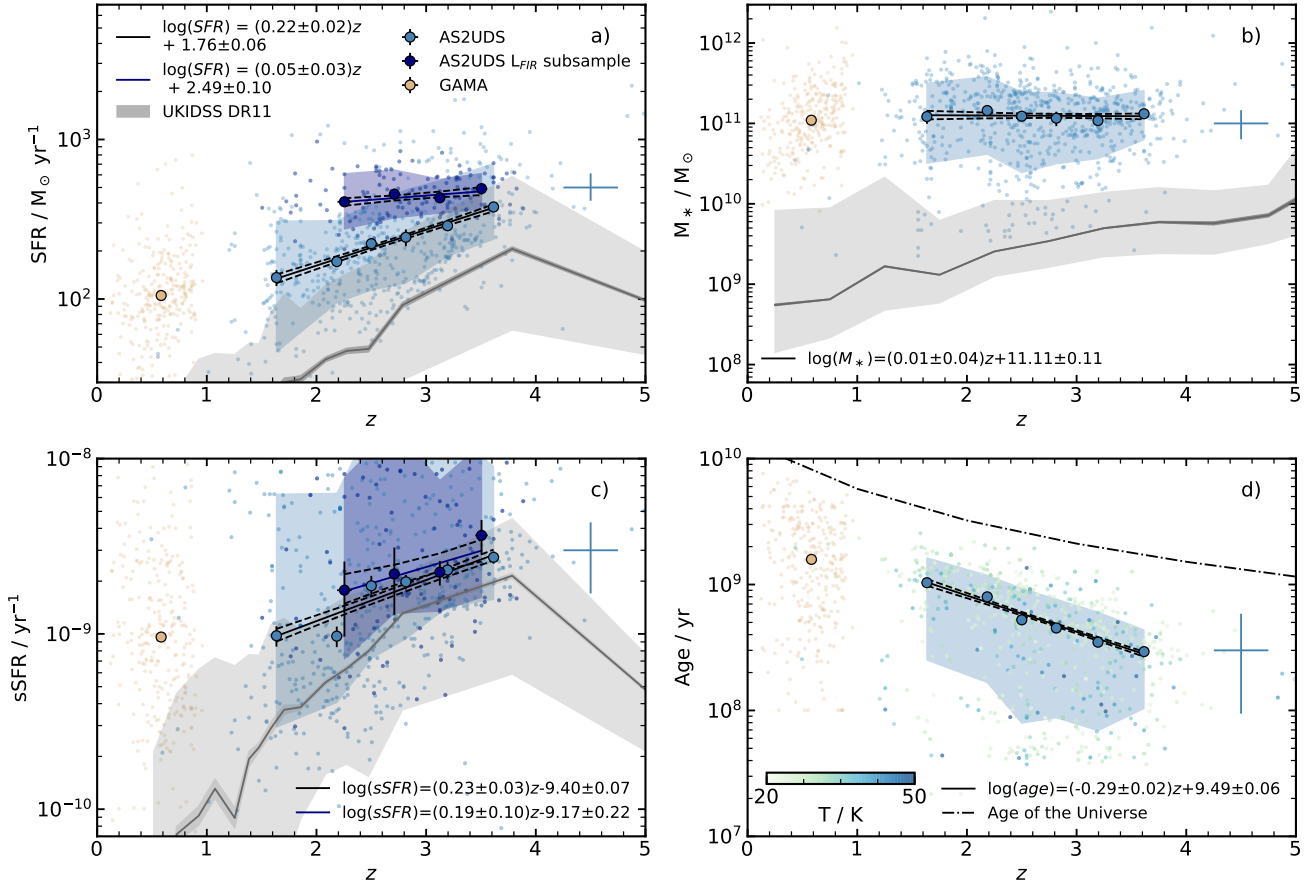 log(SFR) = (0.22±0.02)z
+ 1.76±0.06
log(SFR) = (0.05±0.03)z
+ 2.49±0.10
UKIDSS DR11
AS2UDS
AS2UDS L_FIR subsample
GAMA
a)
10³
10²
SFR / M⊙ yr⁻¹
0 1 2 3 4 5
z
b)
10¹²
10¹¹
10¹⁰
10⁹
10⁸
M∗ / M⊙
log(M∗)=(0.01±0.04)z+11.11±0.11
0 1 2 3 4 5
z
c)
10⁻⁸
10⁻⁹
10⁻¹⁰
sSFR / yr⁻¹
log(sSFR)=(0.23±0.03)z-9.40±0.07
log(sSFR)=(0.19±0.10)z-9.17±0.22
0 1 2 3 4 5
z
d)
10¹⁰
10⁹
10⁸
10⁷
Age / yr
20 50
T / K
log(age)=(-0.29±0.02)z+9.49±0.06
Age of the Universe
0 1 2 3 4 5
z